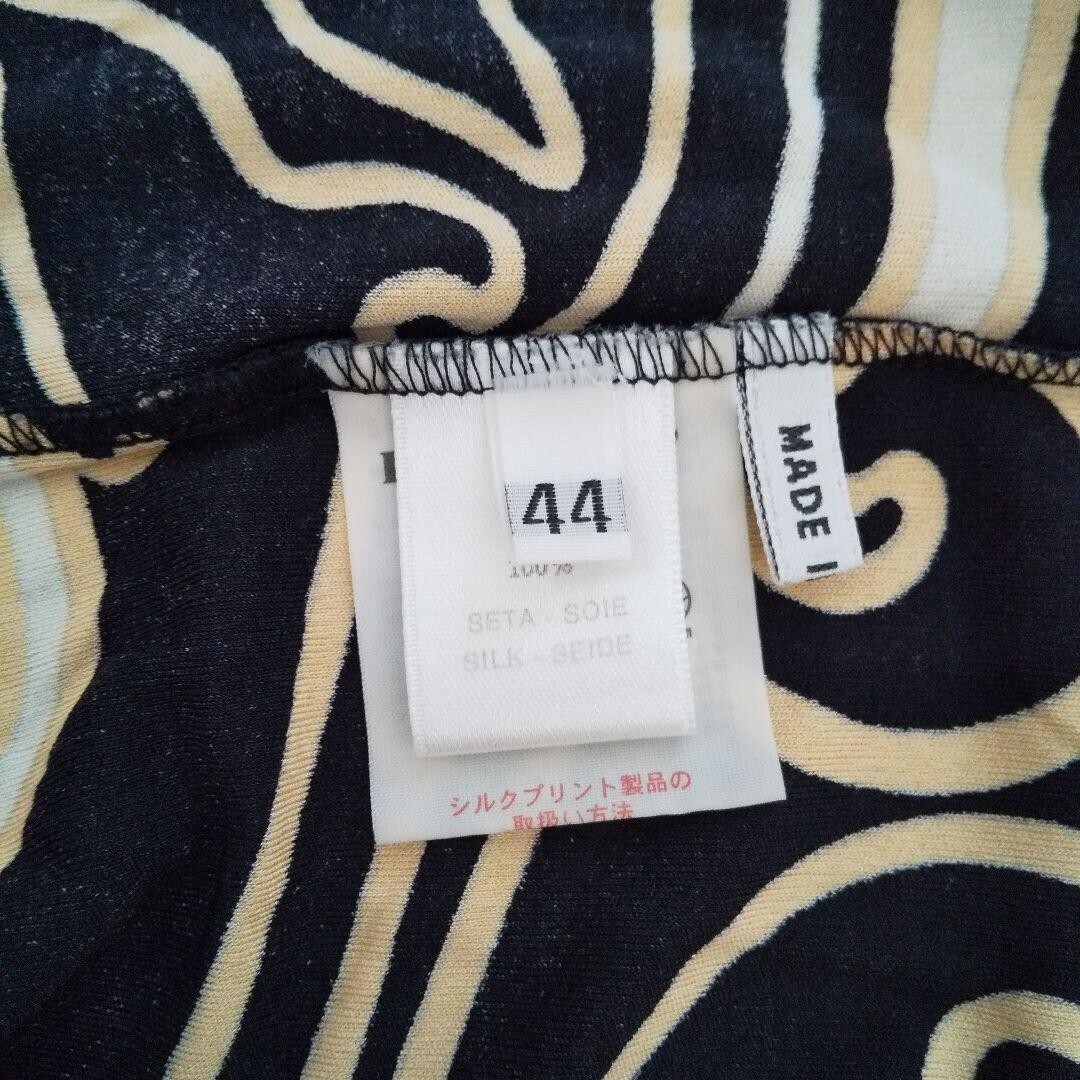 44
100%
SETA - SOIE
SILK - SEIDE
MADE I
シルクプリント製品の
取扱い方法